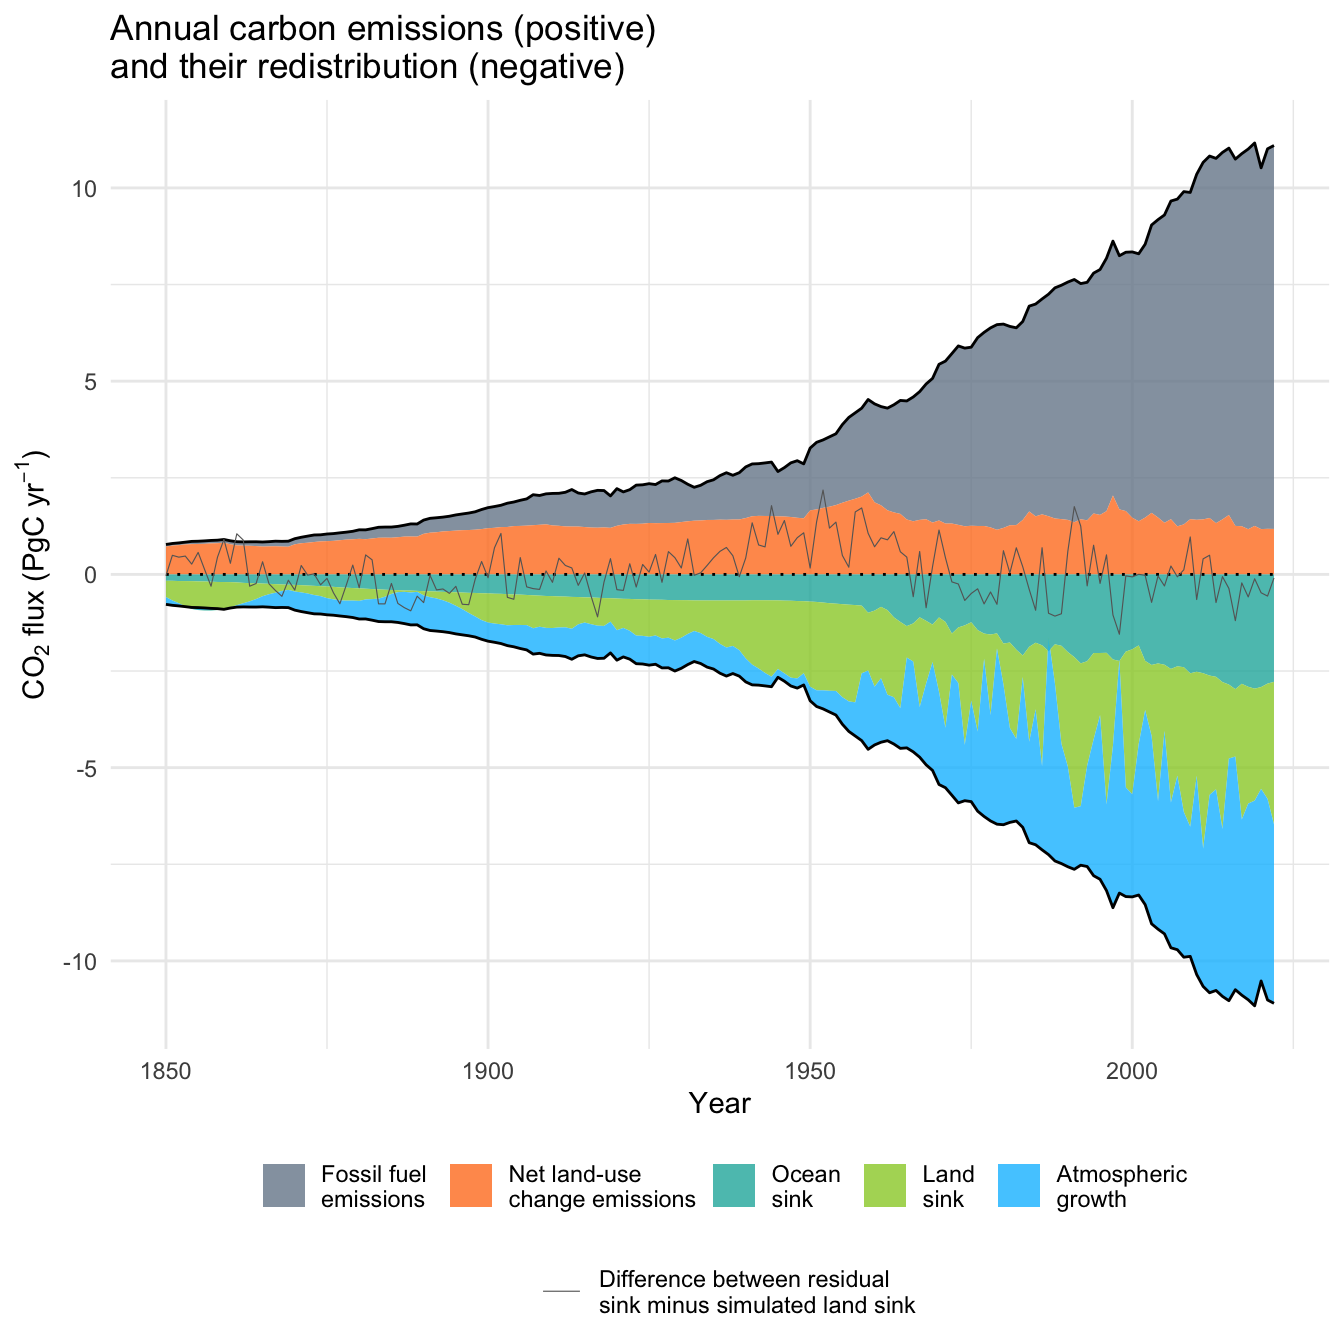 Annual carbon emissions (positive)
and their redistribution (negative)
CO₂ flux (PgC yr⁻¹)
10
5
0
-5
-10
1850
1900
1950
2000
Year
Fossil fuel
emissions
Net land-use
change emissions
Ocean
sink
Land
sink
Atmospheric
growth
Difference between residual
sink minus simulated land sink